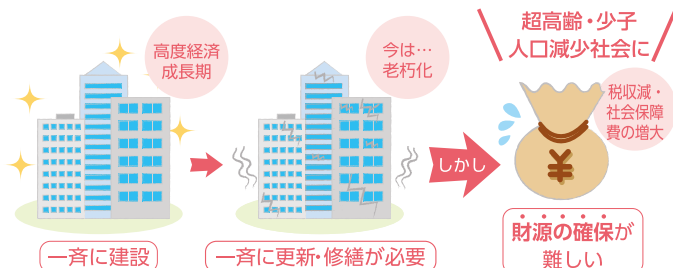 高度経済
成長期
一斉に建設
今は…
老朽化
一斉に更新・修繕が必要
しかし
超高齢・少子
人口減少社会に
税収減・
社会保障
費の増大
¥
財源の確保が
難しい